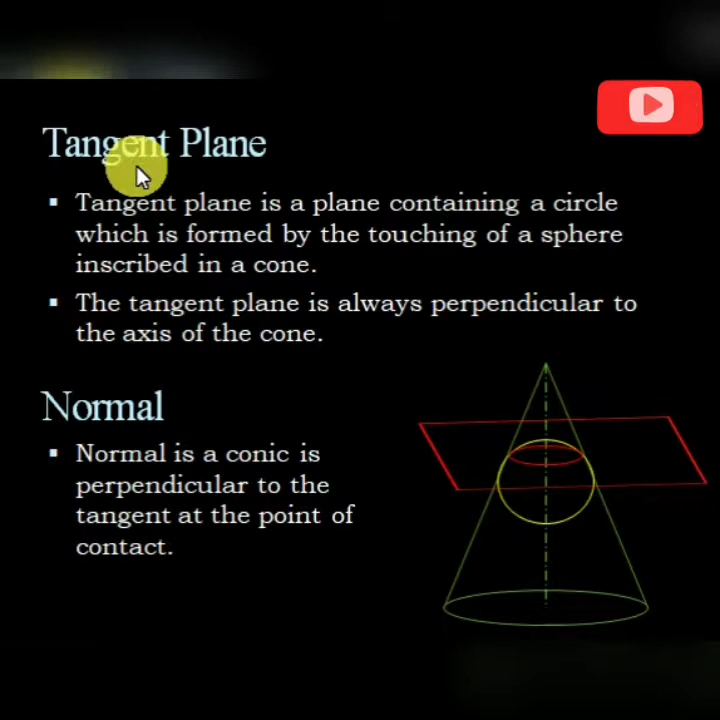 Tangent Plane
▪ Tangent plane is a plane containing a circle
which is formed by the touching of a sphere
inscribed in a cone.
▪ The tangent plane is always perpendicular to
the axis of the cone.
Normal
▪ Normal is a conic is
perpendicular to the
tangent at the point of
contact.